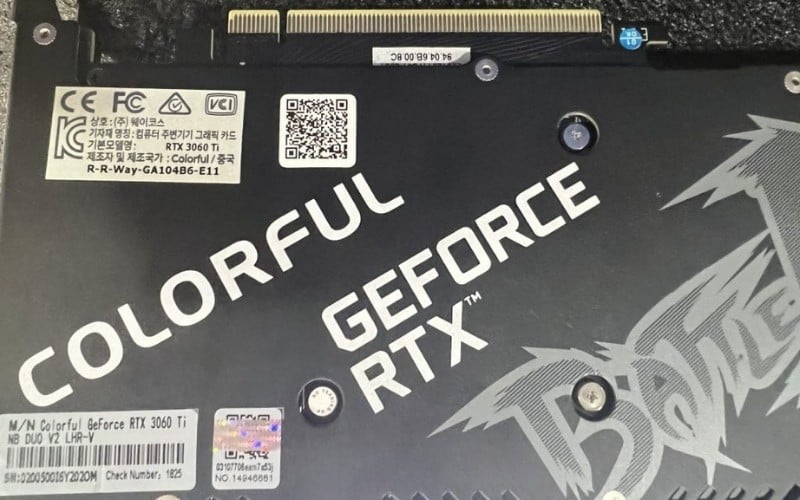 94.04.6B.00.8C
CE FC VCI
상호 : (주) 웨이코스
기자재 명칭 : 컴퓨터 주변기기 그래픽 카드
기본모델명 : RTX 3060 Ti
제조자 및 제조국가 : Colorful / 중국
R-R-Way-GA104B6-E11
COLORFUL
GEFORCE
RTX™
M/N Colorful GeForce RTX 3060 Ti
NB DUO V2 LHR-V
Check Number: 1825
NO.14946661